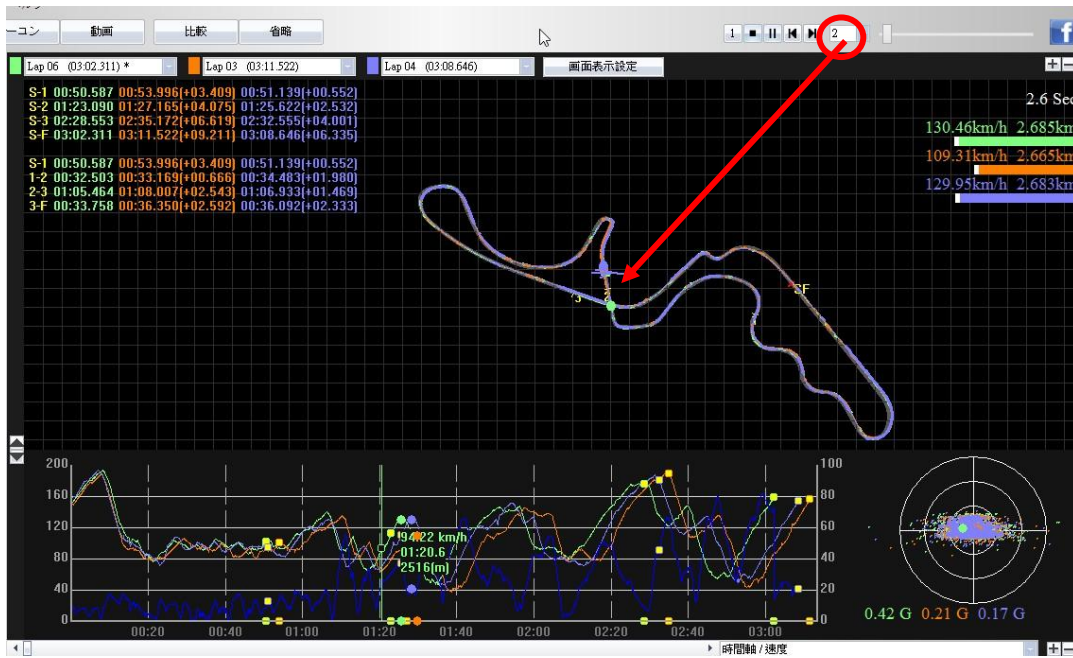 ーコン 動画 比較 省略 1 2
Lap 06 (03:02.311) * Lap 03 (03:11.522) Lap 04 (03:08.646) 画面表示設定
S-1 00:50.587 00:53.996(+03.409) 00:51.139(+00.552)
S-2 01:23.090 01:27.165(+04.075) 01:25.622(+02.532)
S-3 02:28.553 02:35.172(+06.619) 02:32.555(+04.001)
S-F 03:02.311 03:11.522(+09.211) 03:08.646(+06.335)
S-1 00:50.587 00:53.996(+03.409) 00:51.139(+00.552)
1-2 00:32.503 00:33.169(+00.666) 00:34.483(+01.980)
2-3 01:05.464 01:08.007(+02.543) 01:06.933(+01.469)
3-F 00:33.758 00:36.350(+02.592) 00:36.092(+02.333)
2.6 Sec
130.46km/h 2.685km
109.31km/h 2.665km
129.95km/h 2.683km
SF
3
2
200
160
120
80
40
0
94.22 km/h
01:20.6
2516(m)
100
80
60
40
20
0
00:20 00:40 01:00 01:20 01:40 02:00 02:20 02:40 03:00
0.42 G 0.21 G 0.17 G
時間軸 / 速度